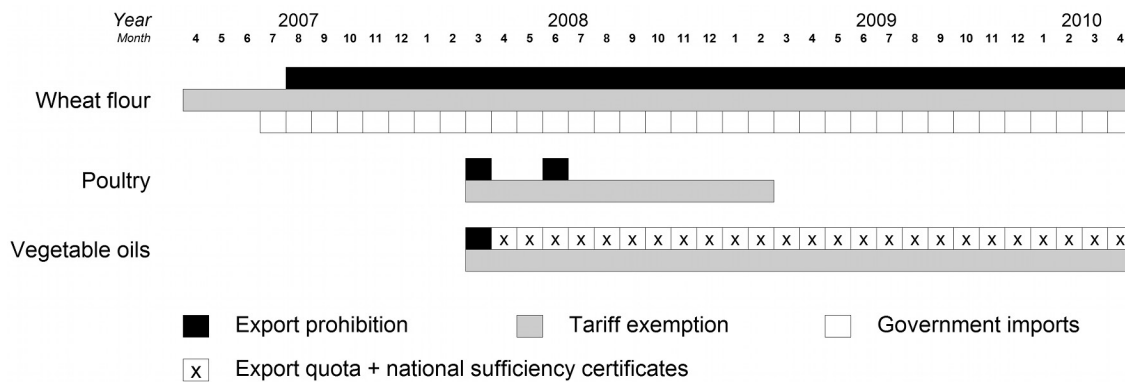 Year 2007 2008 2009 2010
Month 4 5 6 7 8 9 10 11 12 1 2 3 4 5 6 7 8 9 10 11 12 1 2 3 4 5 6 7 8 9 10 11 12 1 2 3 4
Wheat flour
Poultry
Vegetable oils x x x x x x x x x x x x x x x x x x x x x x x x x
Export prohibition Tariff exemption Government imports
x Export quota + national sufficiency certificates